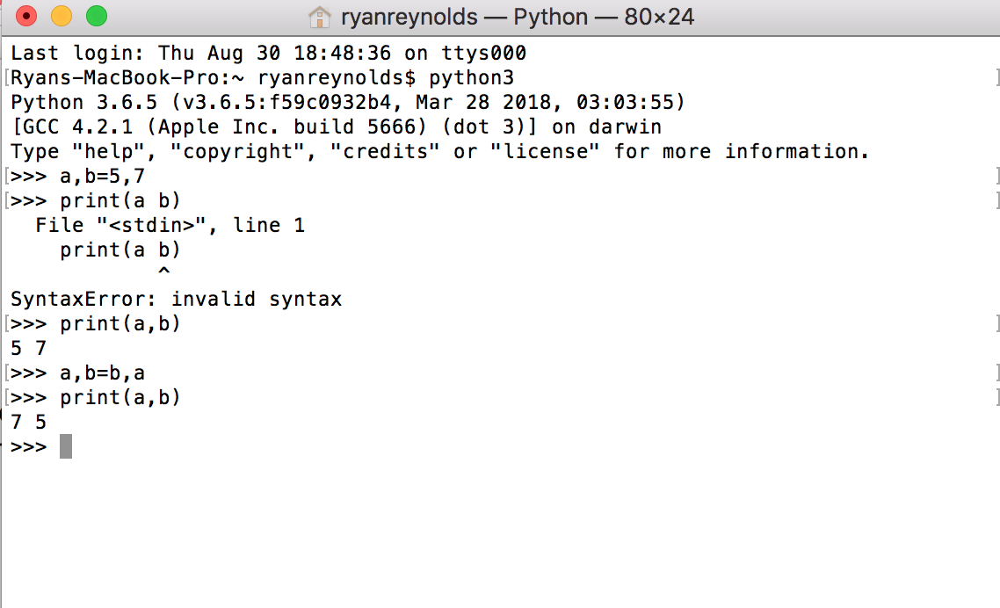 ryanreynolds — Python — 80×24
Last login: Thu Aug 30 18:48:36 on ttys000
[Ryans-MacBook-Pro:~ ryanreynolds$ python3 ]
Python 3.6.5 (v3.6.5:f59c0932b4, Mar 28 2018, 03:03:55)
[GCC 4.2.1 (Apple Inc. build 5666) (dot 3)] on darwin
Type "help", "copyright", "credits" or "license" for more information.
[>>> a,b=5,7 ]
[>>> print(a b) ]
  File "<stdin>", line 1
    print(a b)
            ^
SyntaxError: invalid syntax
[>>> print(a,b) ]
5 7
[>>> a,b=b,a ]
[>>> print(a,b) ]
7 5
>>>